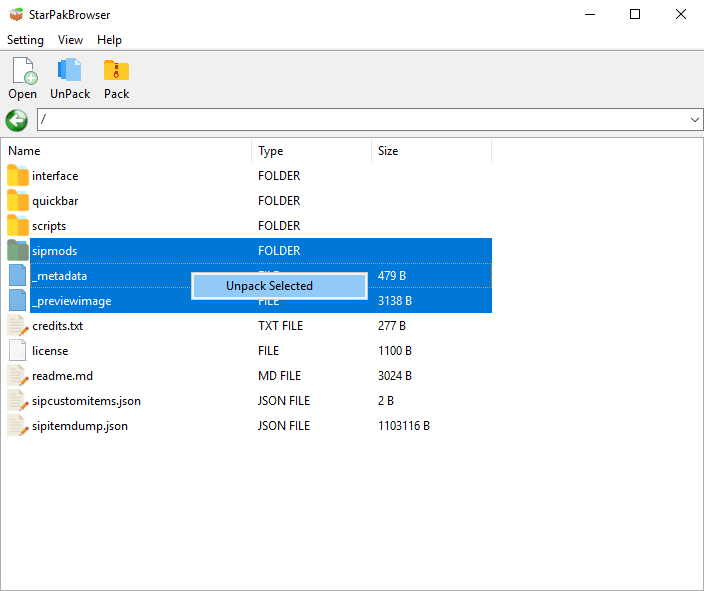 StarPakBrowser
Setting View Help
Open UnPack Pack
/
Name Type Size
interface FOLDER
quickbar FOLDER
scripts FOLDER
sipmods FOLDER
_metadata FILE 479 B
Unpack Selected
_previewimage FILE 3138 B
credits.txt TXT FILE 277 B
license FILE 1100 B
readme.md MD FILE 3024 B
sipcustomitems.json JSON FILE 2 B
sipitemdump.json JSON FILE 1103116 B